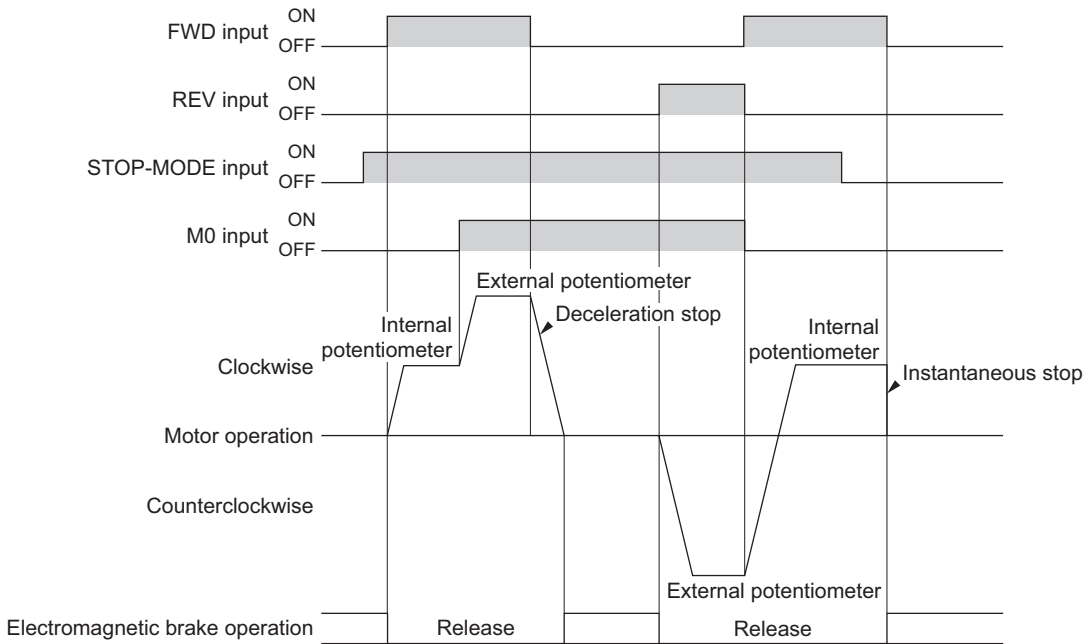 FWD input ON
OFF
REV input ON
OFF
STOP-MODE input ON
OFF
M0 input ON
OFF
External potentiometer
Deceleration stop
Internal
potentiometer
Internal
potentiometer
Clockwise
Instantaneous stop
Motor operation
Counterclockwise
External potentiometer
Electromagnetic brake operation
Release
Release